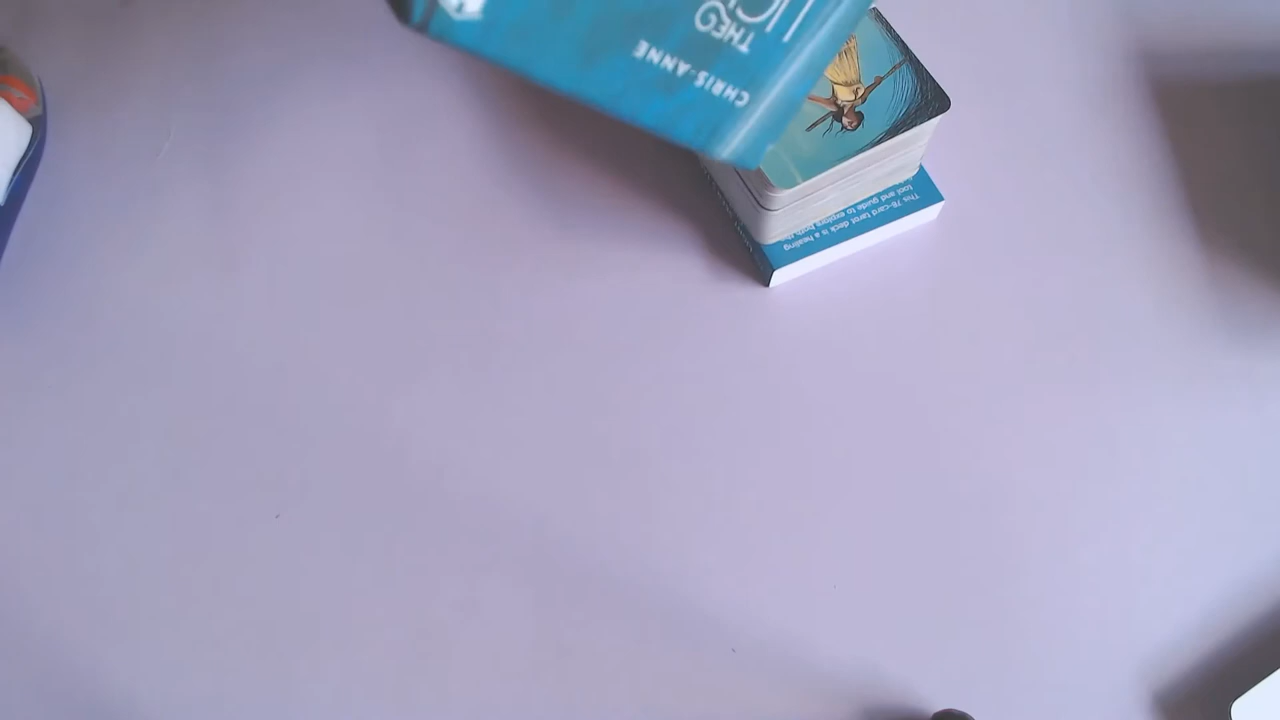 THE
CHRIS-ANNE
This 78-card tarot deck is a healing
tool and guide to explore both the